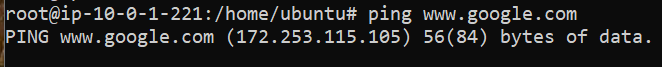 root@ip-10-0-1-221:/home/ubuntu# ping www.google.com
PING www.google.com (172.253.115.105) 56(84) bytes of data.